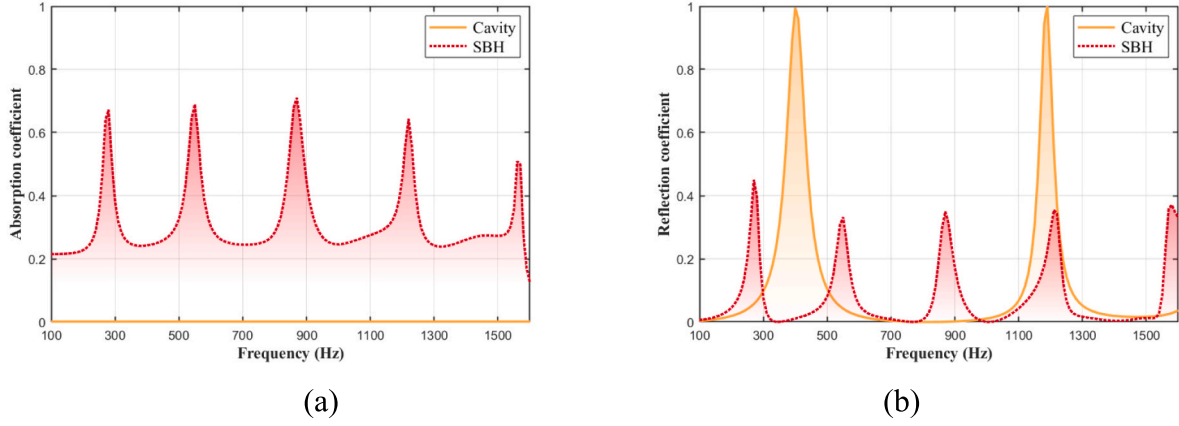 Cavity
SBH
1
0.8
0.6
0.4
0.2
0
Absorption coefficient
100 300 500 700 900 1100 1300 1500
Frequency (Hz)
(a)
Cavity
SBH
1
0.8
0.6
0.4
0.2
0
Reflection coefficient
100 300 500 700 900 1100 1300 1500
Frequency (Hz)
(b)